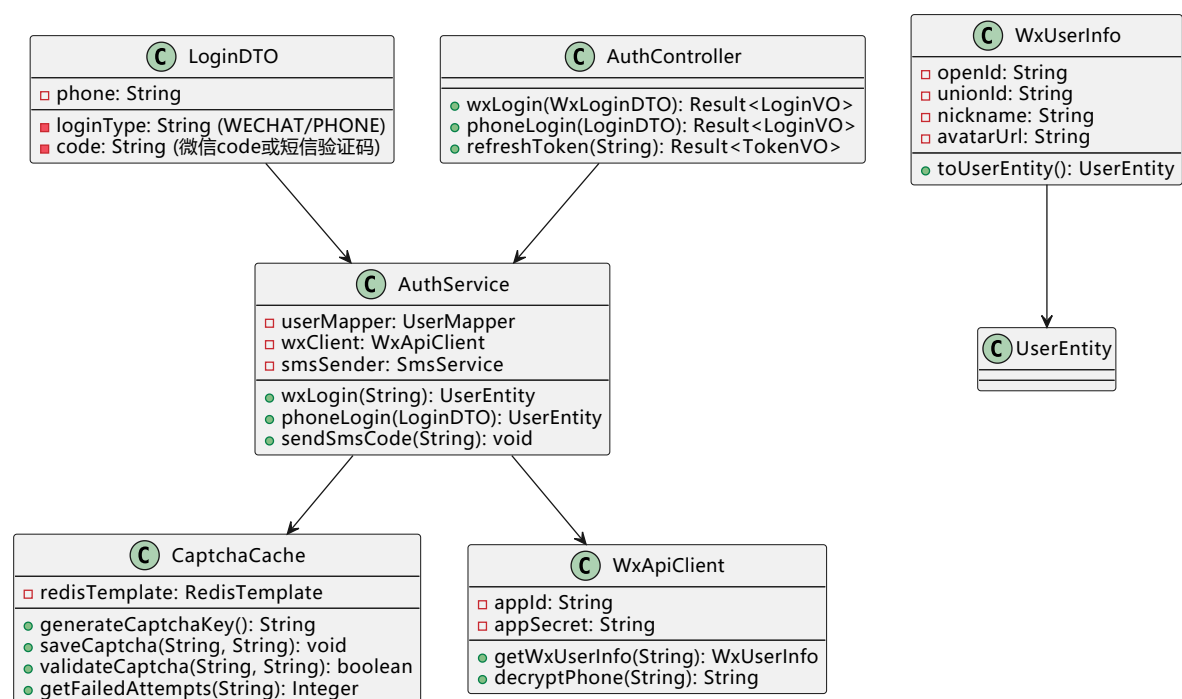 C LoginDTO
phone: String
loginType: String (WECHAT/PHONE)
code: String (微信code或短信验证码)
C AuthController
wxLogin(WxLoginDTO): Result<LoginVO>
phoneLogin(LoginDTO): Result<LoginVO>
refreshToken(String): Result<TokenVO>
C WxUserInfo
openId: String
unionId: String
nickname: String
avatarUrl: String
toUserEntity(): UserEntity
C AuthService
userMapper: UserMapper
wxClient: WxApiClient
smsSender: SmsService
wxLogin(String): UserEntity
phoneLogin(LoginDTO): UserEntity
sendSmsCode(String): void
C UserEntity
C CaptchaCache
redisTemplate: RedisTemplate
generateCaptchaKey(): String
saveCaptcha(String, String): void
validateCaptcha(String, String): boolean
getFailedAttempts(String): Integer
C WxApiClient
appId: String
appSecret: String
getWxUserInfo(String): WxUserInfo
decryptPhone(String): String